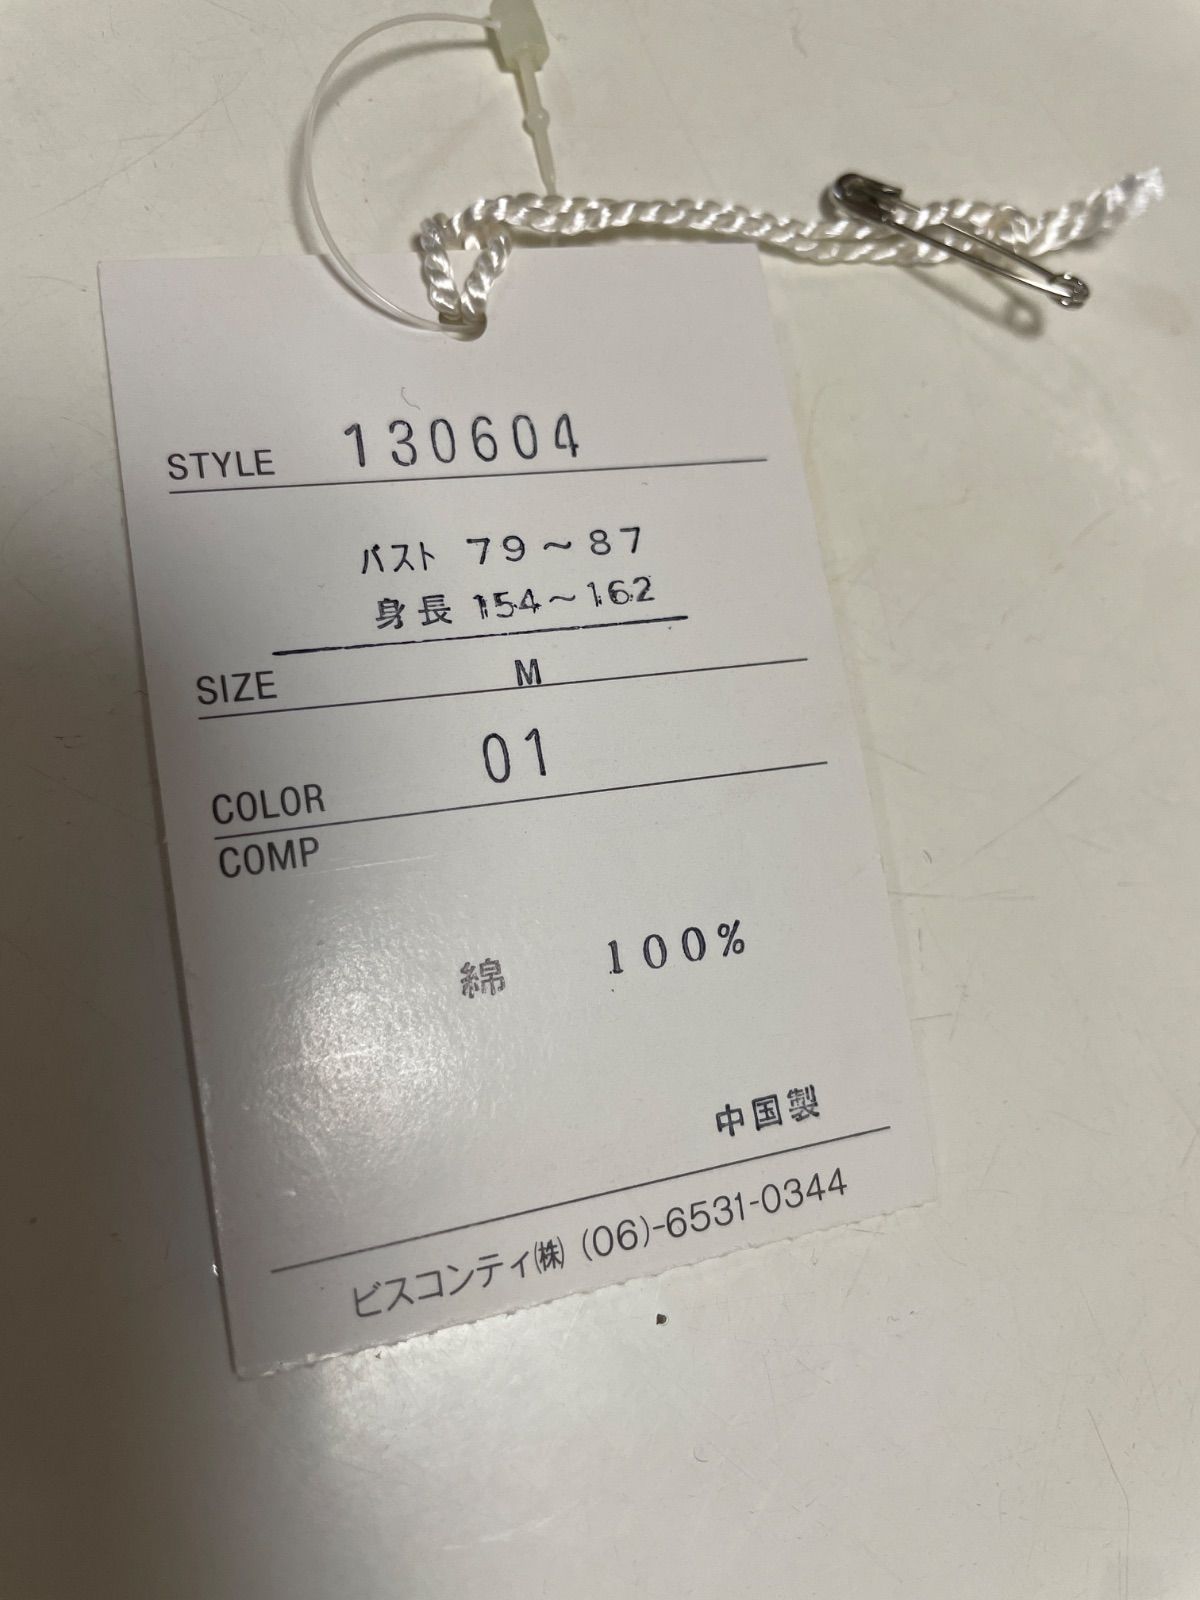 STYLE 130604
バスト 79～87
身長 154～162
SIZE M
COLOR 01
COMP
綿 100%
中国製
ビスコンティ㈱ (06)-6531-0344